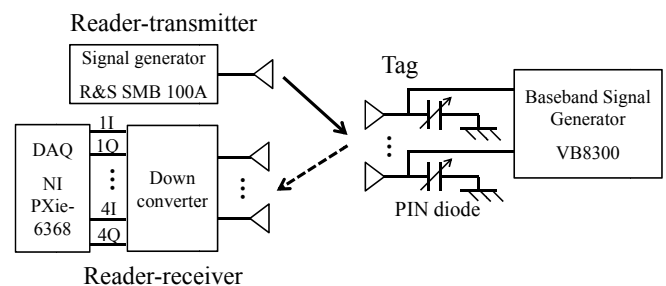 Reader-transmitter
Signal generator
R&S SMB 100A
Tag
Baseband Signal
Generator
VB8300
PIN diode
1I
1Q
4I
4Q
DAQ
NI
PXie-
6368
Down
converter
Reader-receiver